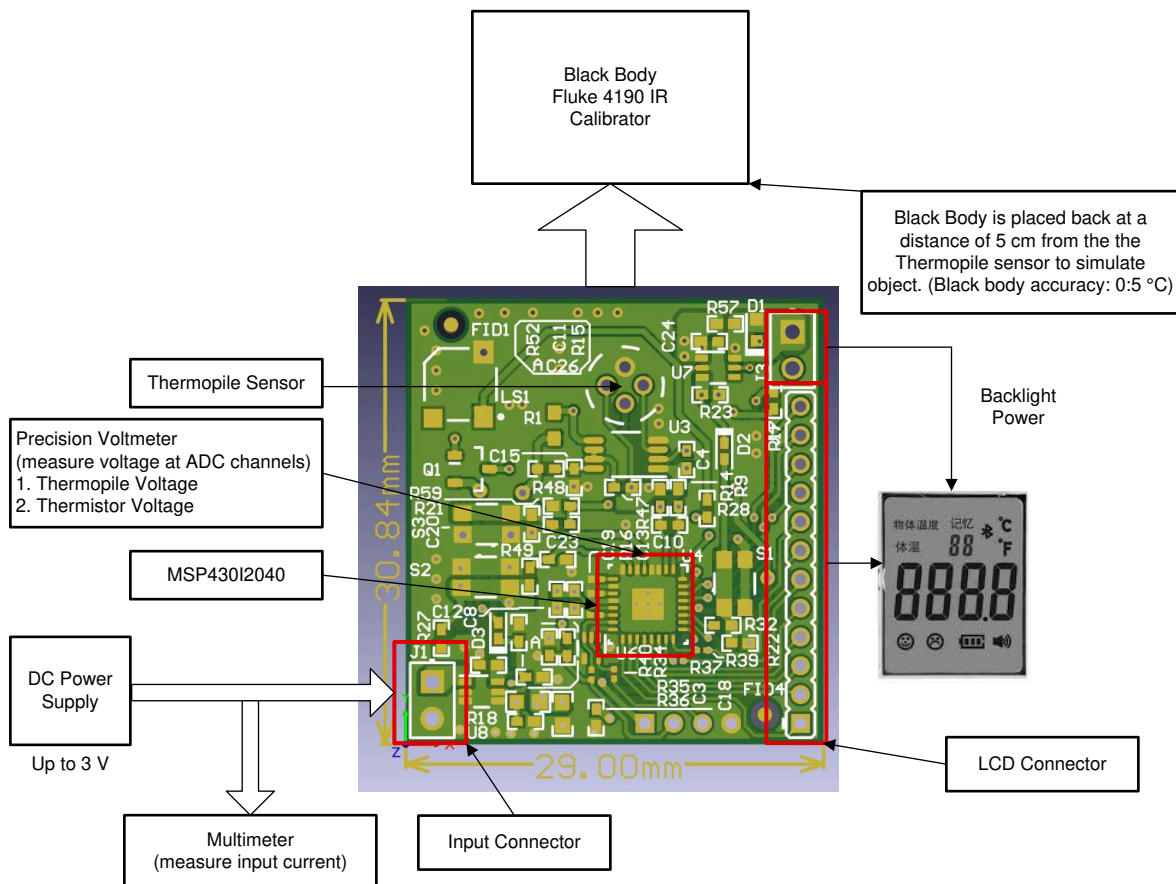 Black Body
Fluke 4190 IR
Calibrator
Black Body is placed back at a
distance of 5 cm from the the
Thermopile sensor to simulate
object. (Black body accuracy: 0:5 °C)
Thermopile Sensor
Precision Voltmeter
(measure voltage at ADC channels)
1. Thermopile Voltage
2. Thermistor Voltage
MSP430I2040
DC Power
Supply
Up to 3 V
Multimeter
(measure input current)
Input Connector
LCD Connector
Backlight
Power
物体温度 记忆 °C
体温 88 °F
888.8
30.84mm
29.00mm
FID1
R52
C11
R15
AC26
LS1
R1
U3
C24
R57
D1
U7
R23
D2
C4
Q1
C15
R48
R59
R21
S3
C20
R49
C23
S2
R47
C10
R14
R9
R28
S1
C12
R27
C8
D3
A
J1
R18
U8
R40
R34
R37
R32
R39
R22
R35
R36
C3
C18
FID4
Z
X